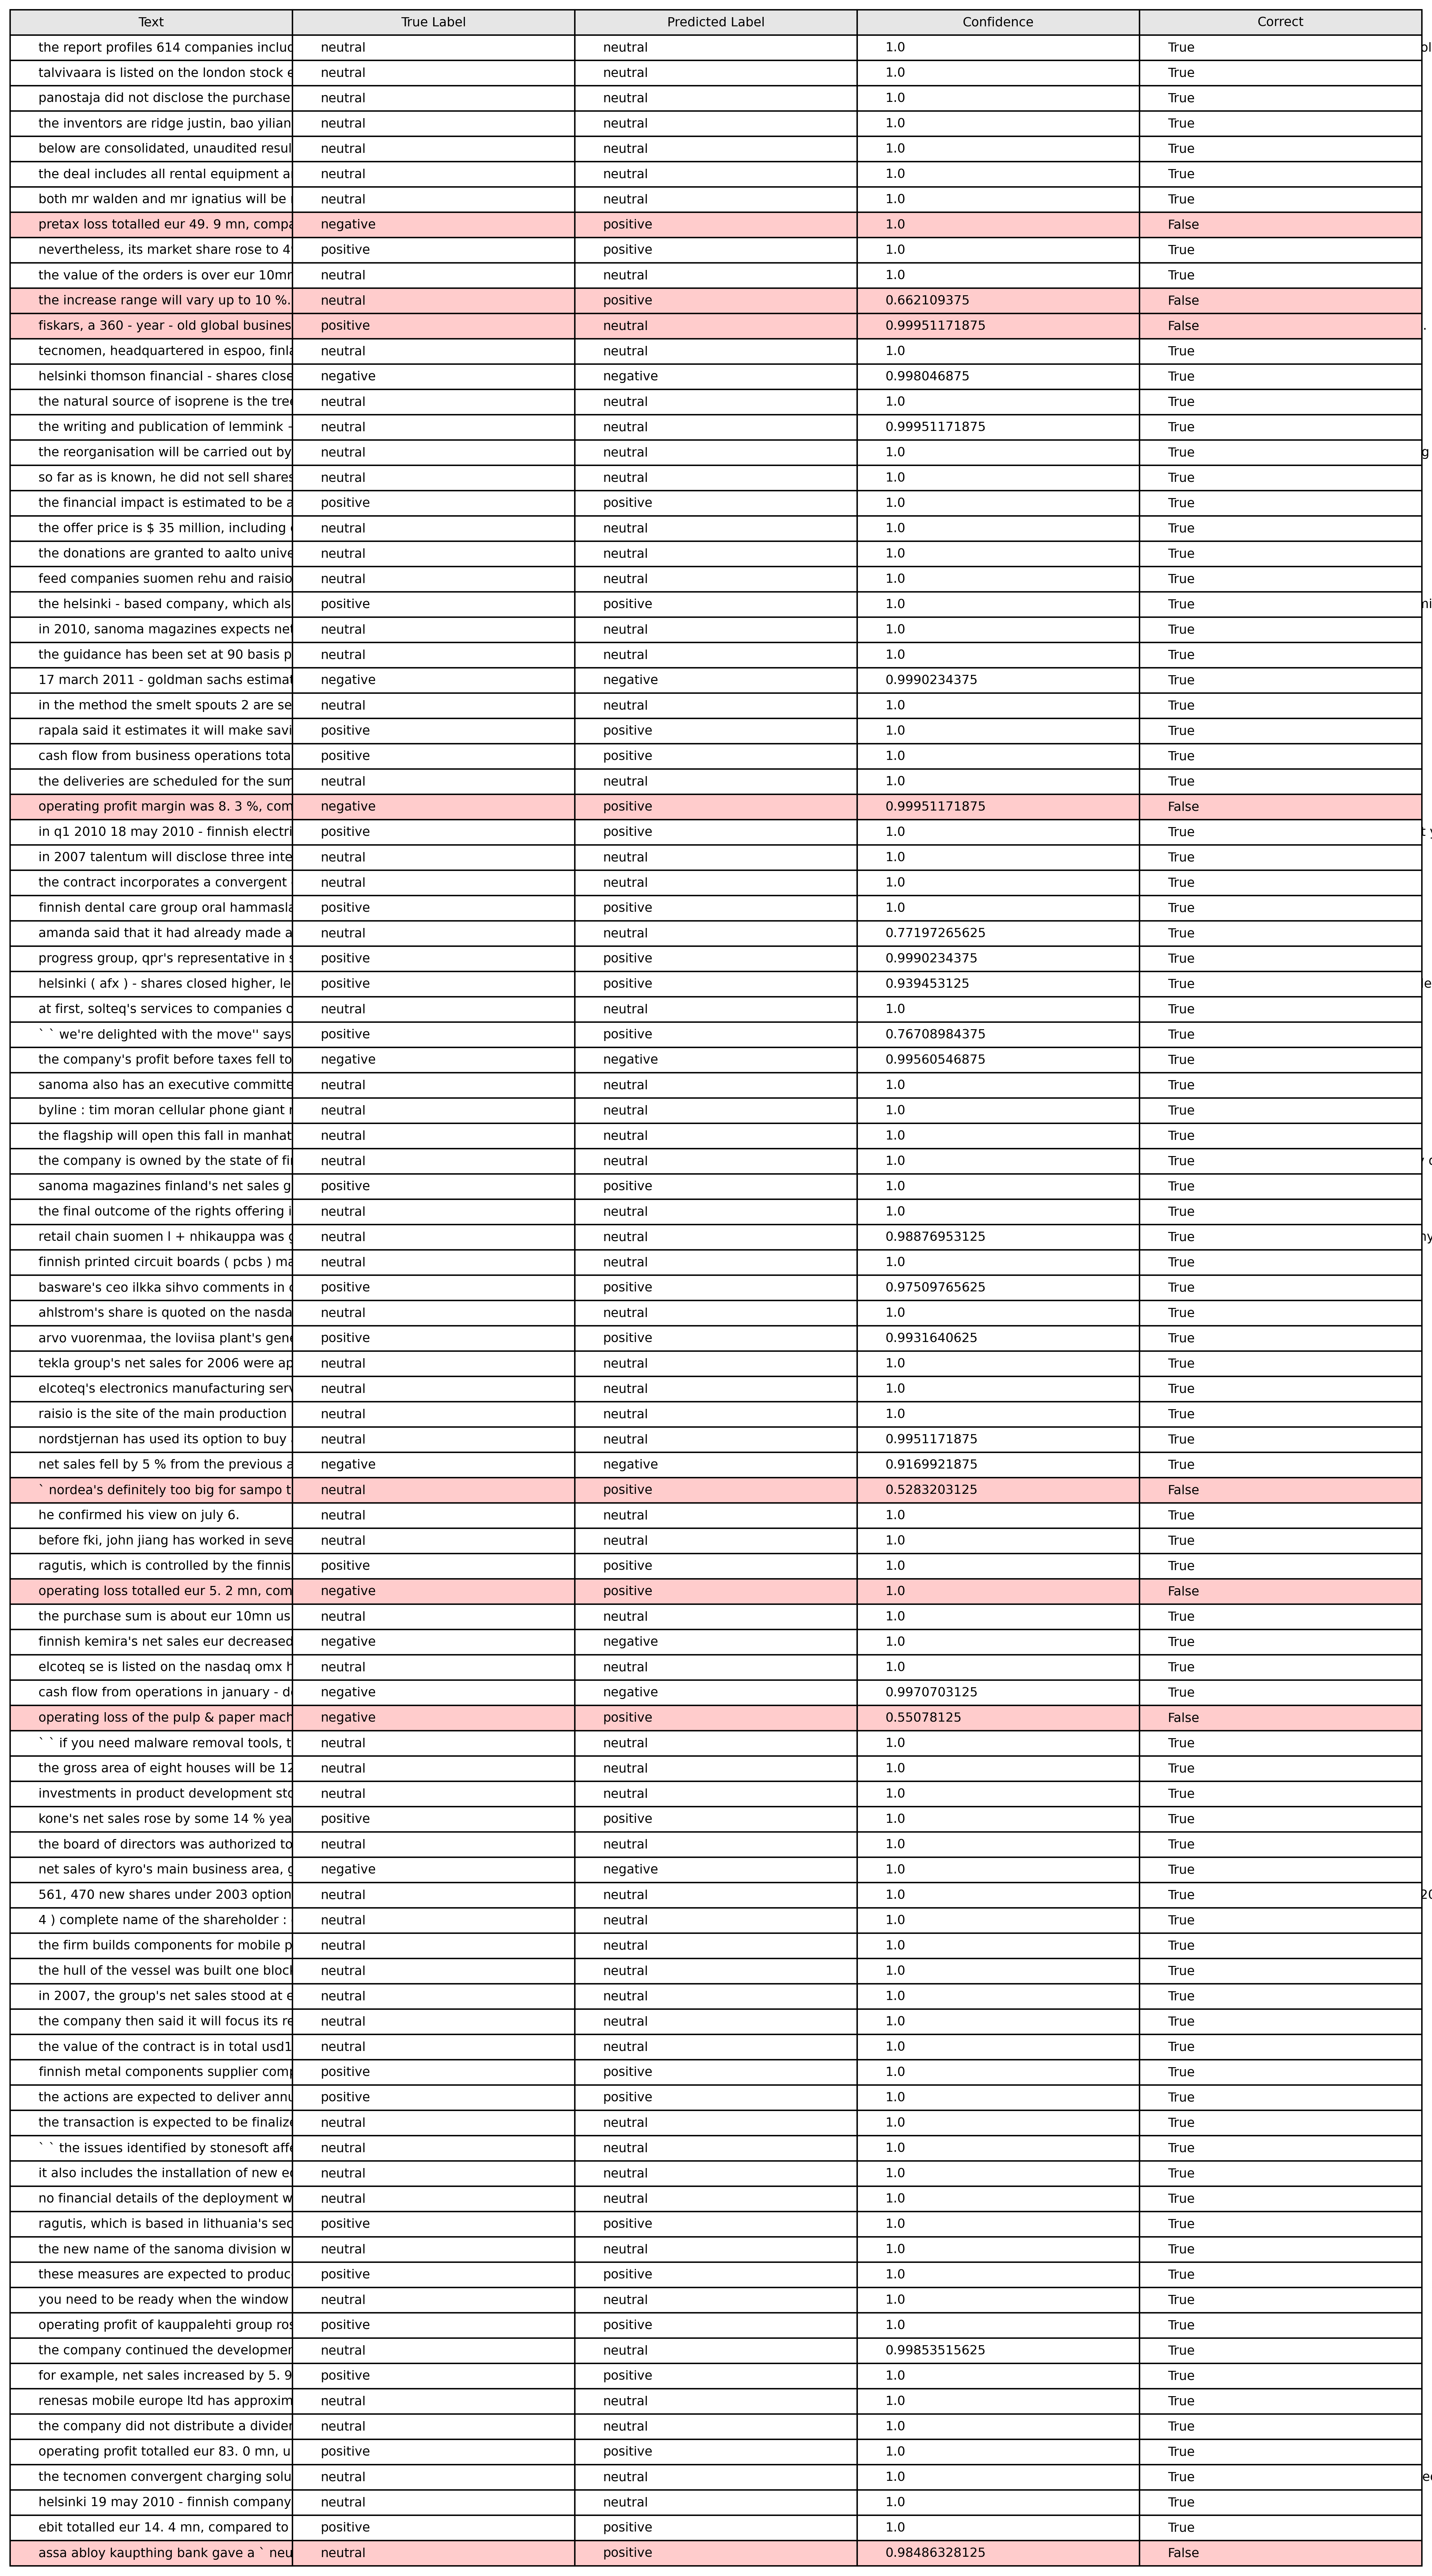 Text True Label Predicted Label Confidence Correct
the report profiles 614 companies includ neutral neutral 1.0 True ol
talvivaara is listed on the london stock e neutral neutral 1.0 True
panostaja did not disclose the purchase neutral neutral 1.0 True
the inventors are ridge justin, bao yilian neutral neutral 1.0 True
below are consolidated, unaudited resul neutral neutral 1.0 True
the deal includes all rental equipment a neutral neutral 1.0 True
both mr walden and mr ignatius will be neutral neutral 1.0 True
pretax loss totalled eur 49. 9 mn, compa negative positive 1.0 False
nevertheless, its market share rose to 4 positive positive 1.0 True
the value of the orders is over eur 10mn neutral neutral 1.0 True
the increase range will vary up to 10 %. neutral positive 0.662109375 False
fiskars, a 360 - year - old global busines positive neutral 0.99951171875 False .
tecnomen, headquartered in espoo, finla neutral neutral 1.0 True
helsinki thomson financial - shares close negative negative 0.998046875 True
the natural source of isoprene is the tree neutral neutral 1.0 True
the writing and publication of lemmink - neutral neutral 0.99951171875 True
the reorganisation will be carried out by neutral neutral 1.0 True g
so far as is known, he did not sell shares neutral neutral 1.0 True
the financial impact is estimated to be a positive positive 1.0 True
the offer price is $ 35 million, including neutral neutral 1.0 True
the donations are granted to aalto unive neutral neutral 1.0 True
feed companies suomen rehu and raisio neutral neutral 1.0 True
the helsinki - based company, which als positive positive 1.0 True mi
in 2010, sanoma magazines expects net neutral neutral 1.0 True
the guidance has been set at 90 basis p neutral neutral 1.0 True
17 march 2011 - goldman sachs estimat negative negative 0.9990234375 True
in the method the smelt spouts 2 are se neutral neutral 1.0 True
rapala said it estimates it will make savi positive positive 1.0 True
cash flow from business operations tota positive positive 1.0 True
the deliveries are scheduled for the sum neutral neutral 1.0 True
operating profit margin was 8. 3 %, com negative positive 0.99951171875 False
in q1 2010 18 may 2010 - finnish electri positive positive 1.0 True t y
in 2007 talentum will disclose three inte neutral neutral 1.0 True
the contract incorporates a convergent neutral neutral 1.0 True
finnish dental care group oral hammasla positive positive 1.0 True
amanda said that it had already made a neutral neutral 0.77197265625 True
progress group, qpr's representative in s positive positive 0.9990234375 True
helsinki ( afx ) - shares closed higher, le positive positive 0.939453125 True e
at first, solteq's services to companies o neutral neutral 1.0 True
` ` we're delighted with the move'' says positive positive 0.76708984375 True
the company's profit before taxes fell to negative negative 0.99560546875 True
sanoma also has an executive committe neutral neutral 1.0 True
byline : tim moran cellular phone giant n neutral neutral 1.0 True
the flagship will open this fall in manhat neutral neutral 1.0 True
the company is owned by the state of fin neutral neutral 1.0 True
sanoma magazines finland's net sales g positive positive 1.0 True
the final outcome of the rights offering i neutral neutral 1.0 True
retail chain suomen l + nhikauppa was g neutral neutral 0.98876953125 True ny
finnish printed circuit boards ( pcbs ) ma neutral neutral 1.0 True
basware's ceo ilkka sihvo comments in c positive positive 0.97509765625 True
ahlstrom's share is quoted on the nasda neutral neutral 1.0 True
arvo vuorenmaa, the loviisa plant's gene positive positive 0.9931640625 True
tekla group's net sales for 2006 were ap neutral neutral 1.0 True
elcoteq's electronics manufacturing serv neutral neutral 1.0 True
raisio is the site of the main production neutral neutral 1.0 True
nordstjernan has used its option to buy neutral neutral 0.9951171875 True
net sales fell by 5 % from the previous a negative negative 0.9169921875 True
` nordea's definitely too big for sampo t neutral positive 0.5283203125 False
he confirmed his view on july 6. neutral neutral 1.0 True
before fki, john jiang has worked in seve neutral neutral 1.0 True
ragutis, which is controlled by the finnis positive positive 1.0 True
operating loss totalled eur 5. 2 mn, com negative positive 1.0 False
the purchase sum is about eur 10mn us neutral neutral 1.0 True
finnish kemira's net sales eur decreased negative negative 1.0 True
elcoteq se is listed on the nasdaq omx h neutral neutral 1.0 True
cash flow from operations in january - de negative negative 0.9970703125 True
operating loss of the pulp & paper mach negative positive 0.55078125 False
` ` if you need malware removal tools, t neutral neutral 1.0 True
the gross area of eight houses will be 12 neutral neutral 1.0 True
investments in product development sto neutral neutral 1.0 True
kone's net sales rose by some 14 % yea positive positive 1.0 True
the board of directors was authorized to neutral neutral 1.0 True
net sales of kyro's main business area, g negative negative 1.0 True
561, 470 new shares under 2003 option neutral neutral 1.0 True 20
4 ) complete name of the shareholder : neutral neutral 1.0 True
the firm builds components for mobile p neutral neutral 1.0 True
the hull of the vessel was built one block neutral neutral 1.0 True
in 2007, the group's net sales stood at e neutral neutral 1.0 True
the company then said it will focus its re neutral neutral 1.0 True
the value of the contract is in total usd1 neutral neutral 1.0 True
finnish metal components supplier comp positive positive 1.0 True
the actions are expected to deliver annu positive positive 1.0 True
the transaction is expected to be finalize neutral neutral 1.0 True
` ` the issues identified by stonesoft affe neutral neutral 1.0 True
it also includes the installation of new ec neutral neutral 1.0 True
no financial details of the deployment w neutral neutral 1.0 True
ragutis, which is based in lithuania's sec positive positive 1.0 True
the new name of the sanoma division w neutral neutral 1.0 True
these measures are expected to produc positive positive 1.0 True
you need to be ready when the window neutral neutral 1.0 True
operating profit of kauppalehti group ros positive positive 1.0 True
the company continued the developmen neutral neutral 0.99853515625 True
for example, net sales increased by 5. 9 positive positive 1.0 True
renesas mobile europe ltd has approxim neutral neutral 1.0 True
the company did not distribute a divider neutral neutral 1.0 True
operating profit totalled eur 83. 0 mn, u positive positive 1.0 True
the tecnomen convergent charging solu neutral neutral 1.0 True ec
helsinki 19 may 2010 - finnish company neutral neutral 1.0 True
ebit totalled eur 14. 4 mn, compared to positive positive 1.0 True
assa abloy kaupthing bank gave a ` neu neutral positive 0.98486328125 False